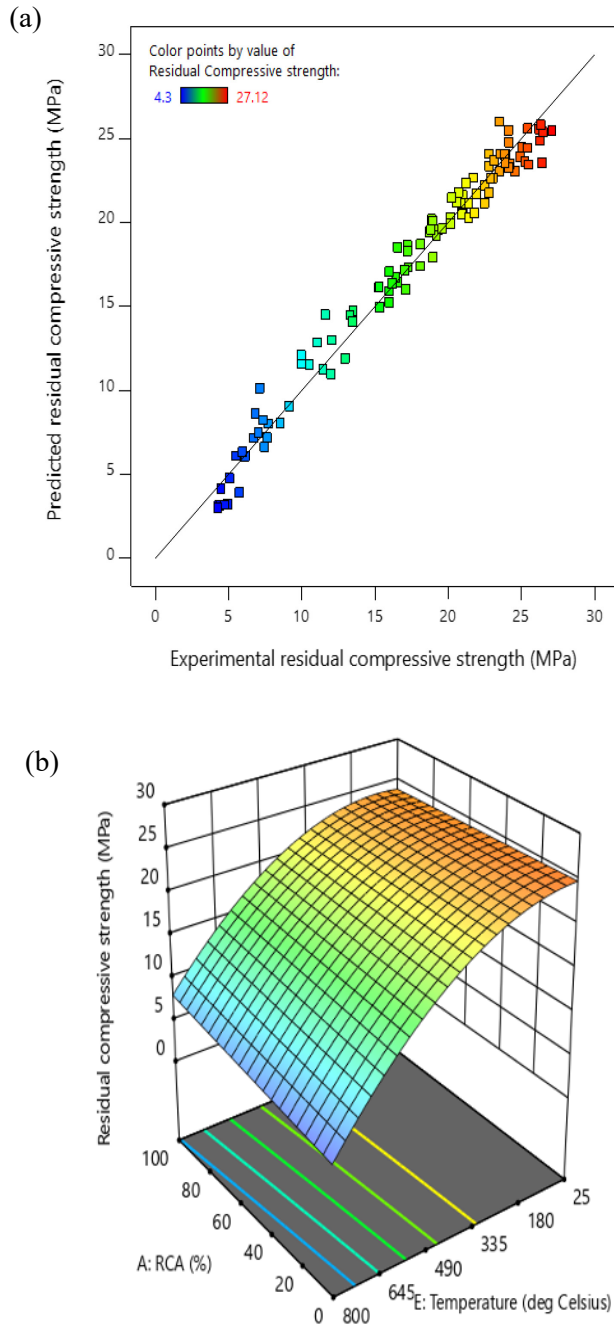 (a)
Color points by value of
Residual Compressive strength:
4.3 27.12
Predicted residual compressive strength (MPa)
30
25
20
15
10
5
0
0 5 10 15 20 25 30
Experimental residual compressive strength (MPa)
(b)
Residual compressive strength (MPa)
30
25
20
15
10
5
0
100
80
60
40
20
0
A: RCA (%)
25
180
335
490
645
800
E: Temperature (deg Celsius)